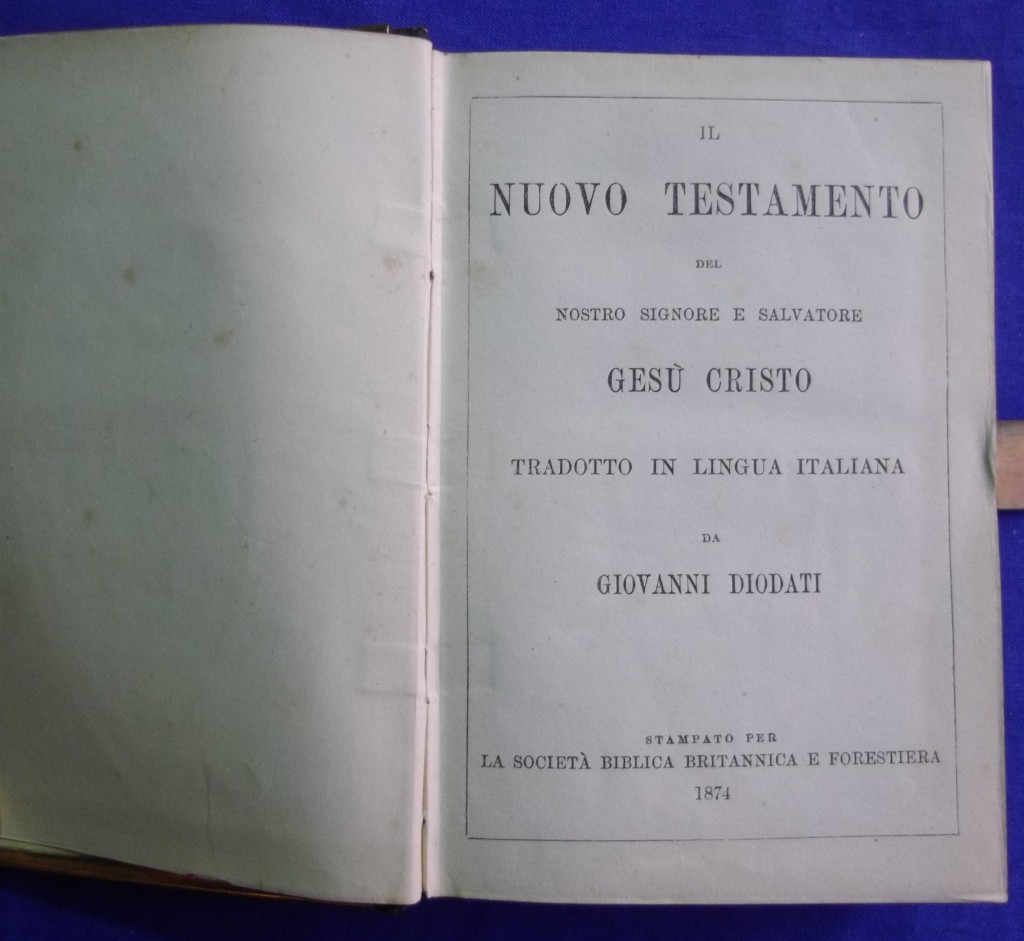 IL
NUOVO TESTAMENTO
DEL
NOSTRO SIGNORE E SALVATORE
GESÙ CRISTO
TRADOTTO IN LINGUA ITALIANA
DA
GIOVANNI DIODATI
STAMPATO PER
LA SOCIETÀ BIBLICA BRITANNICA E FORESTIERA
1874